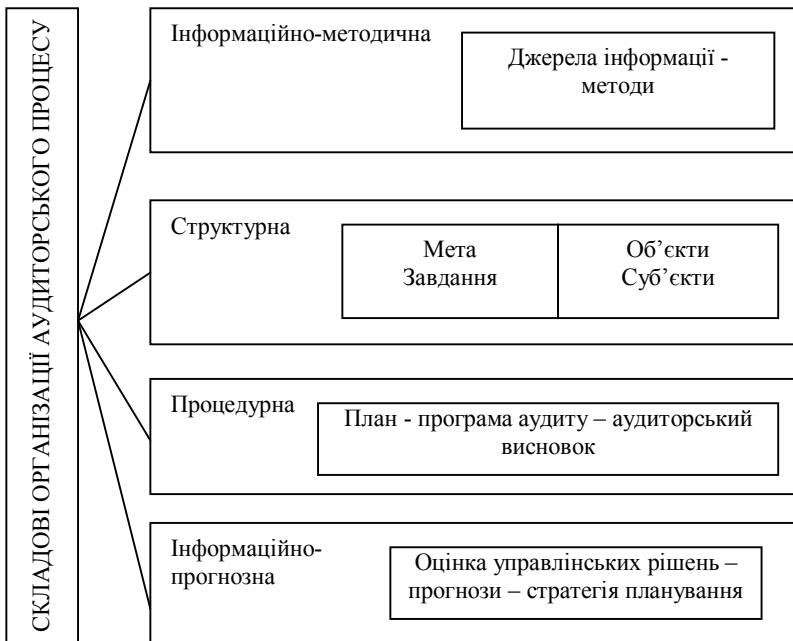 СКЛАДОВІ ОРГАНІЗАЦІЇ АУДИТОРСЬКОГО ПРОЦЕСУ
Інформаційно-методична
Джерела інформації -
методи
Структурна
Мета
Завдання
Об’єкти
Суб’єкти
Процедурна
План - програма аудиту – аудиторський
висновок
Інформаційно-
прогнозна
Оцінка управлінських рішень –
прогнози – стратегія планування